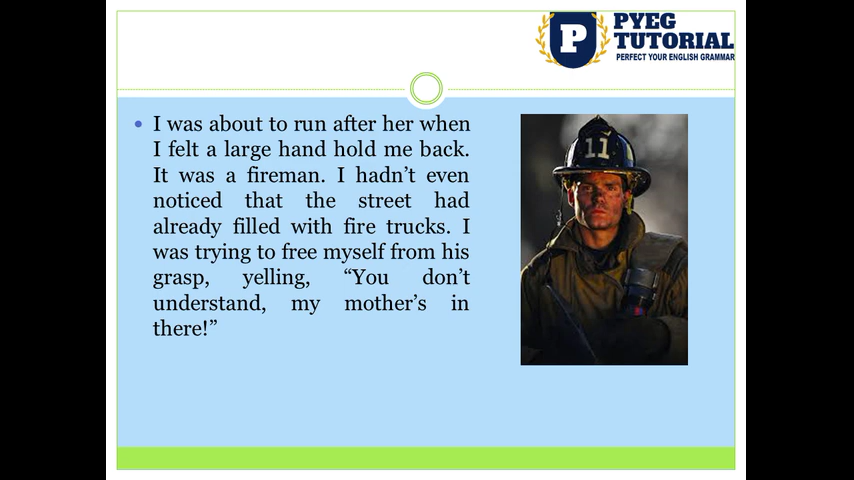 P
PYEG
TUTORIAL
PERFECT YOUR ENGLISH GRAMMAR
I was about to run after her when
I felt a large hand hold me back.
It was a fireman. I hadn’t even
noticed that the street had
already filled with fire trucks. I
was trying to free myself from his
grasp, yelling, “You don’t
understand, my mother’s in
there!”
11